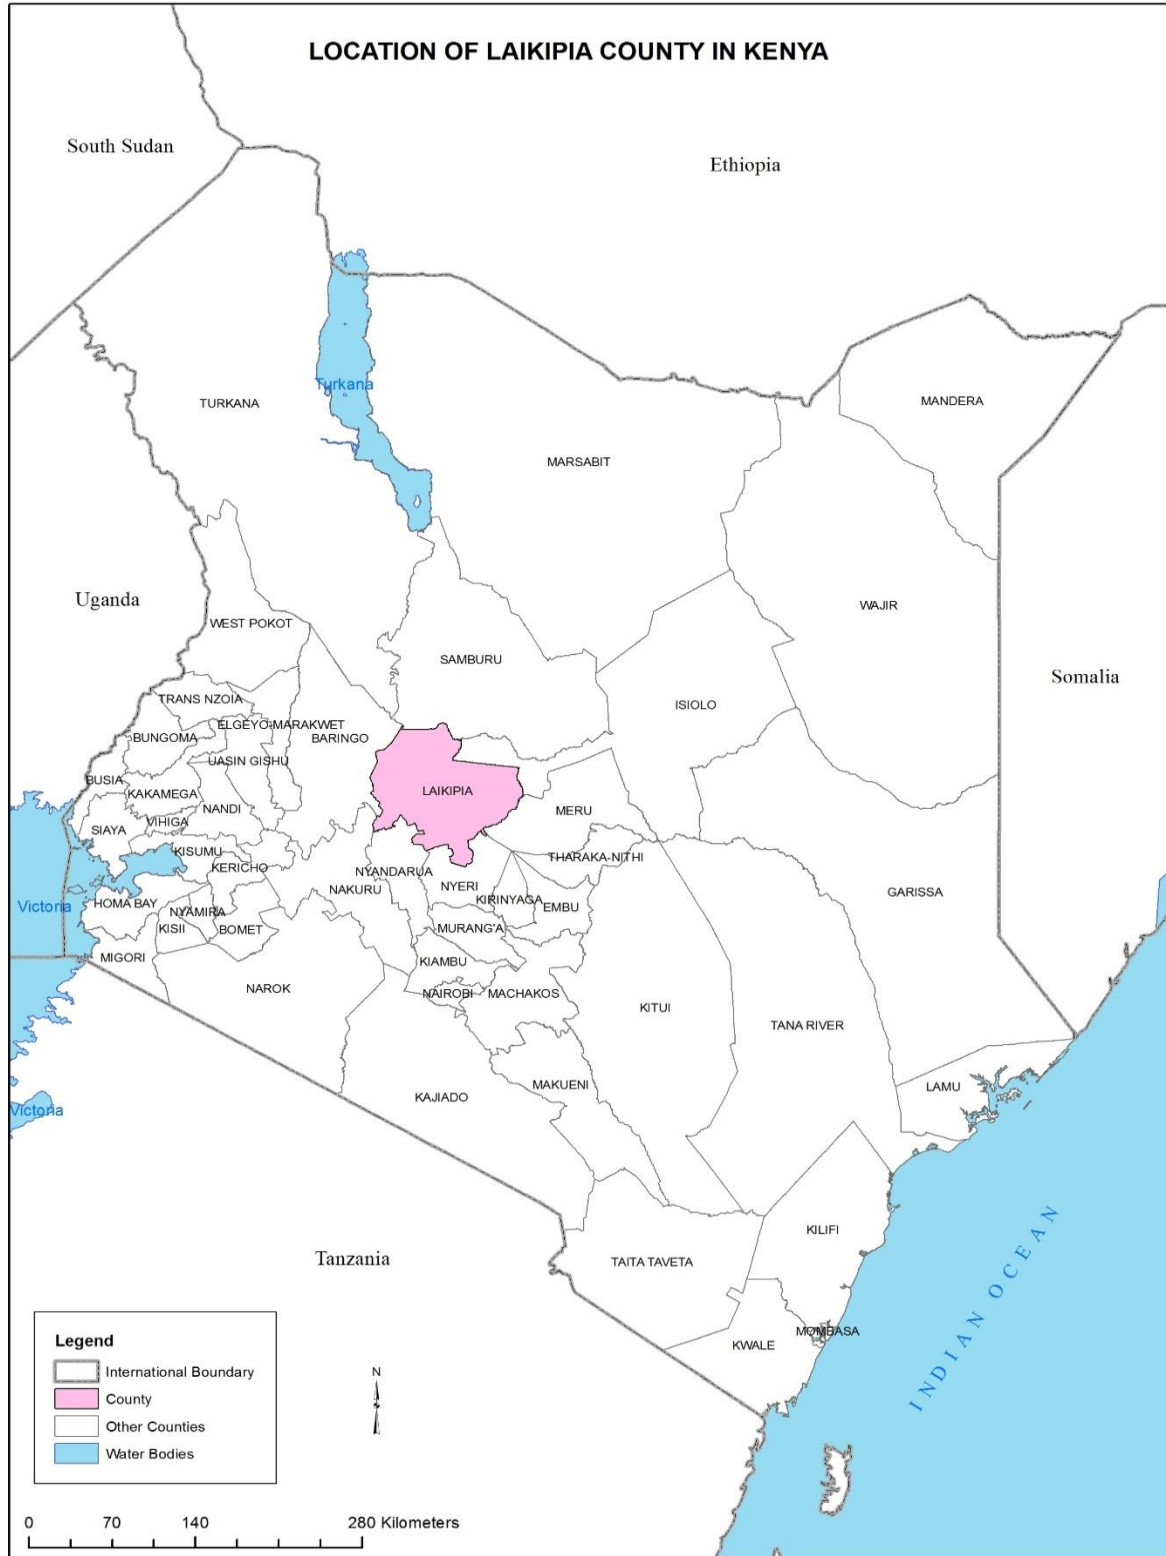 LOCATION OF LAIKIPIA COUNTY IN KENYA
South Sudan
Ethiopia
Turkana
TURKANA
MANDERA
MARSABIT
Uganda
WAJIR
WEST POKOT
SAMBURU
Somalia
ISIOLO
TRANS NZOIA
ELGEYO-MARAKWET
BUNGOMA
BARINGO
UASIN GISHU
BUSIA
KAKAMEGA
LAIKIPIA
NANDI
MERU
SIAYA
VIHIGA
KISUMU
THARAKA-NITHI
KERICHO
NYANDARUA
NAKURU
NYERI
GARISSA
KIRINYAGA
HOMA BAY
Victoria
NYAMIRA
EMBU
KISII
BOMET
MURANG'A
MIGORI
KIAMBU
NAROK
NAIROBI
MACHAKOS
KITUI
TANA RIVER
MAKUENI
LAMU
KAJIADO
Victoria
KILIFI
Tanzania
TAITA TAVETA
INDIAN OCEAN
MOMBASA
KWALE
Legend
International Boundary
County
Other Counties
Water Bodies
N
0 70 140 280 Kilometers